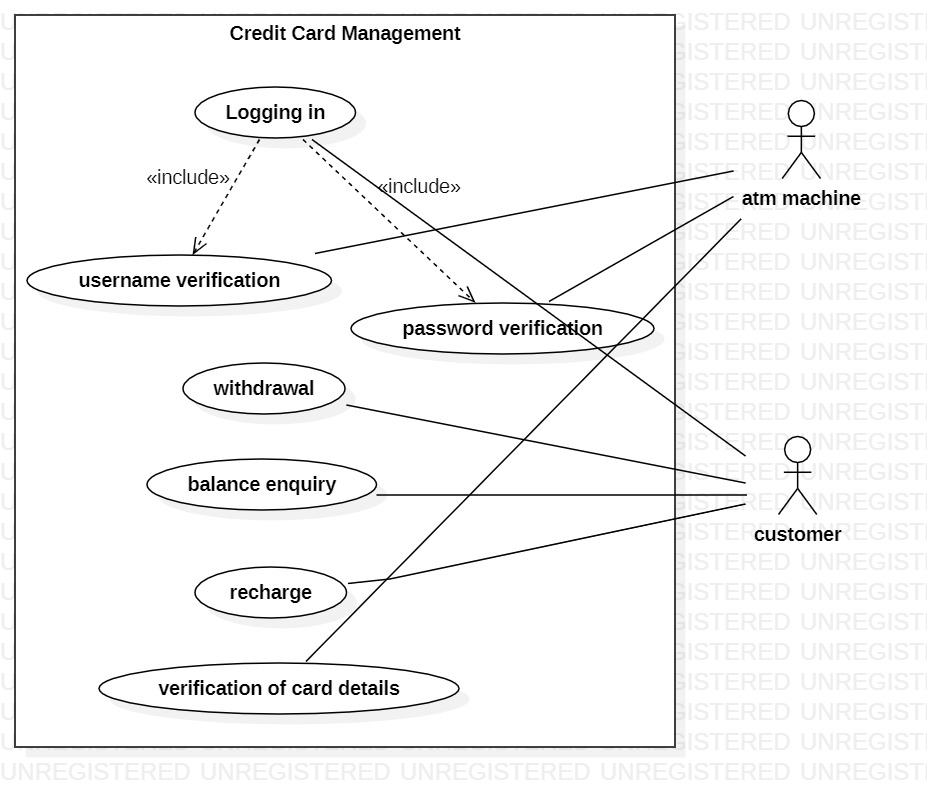 Credit Card Management
Logging in
«include»
«include»
atm machine
username verification
password verification
withdrawal
balance enquiry
customer
recharge
verification of card details
UNREGISTERED UNREGISTERED UNREGISTERED UNREGISTERED UNREGISTERED